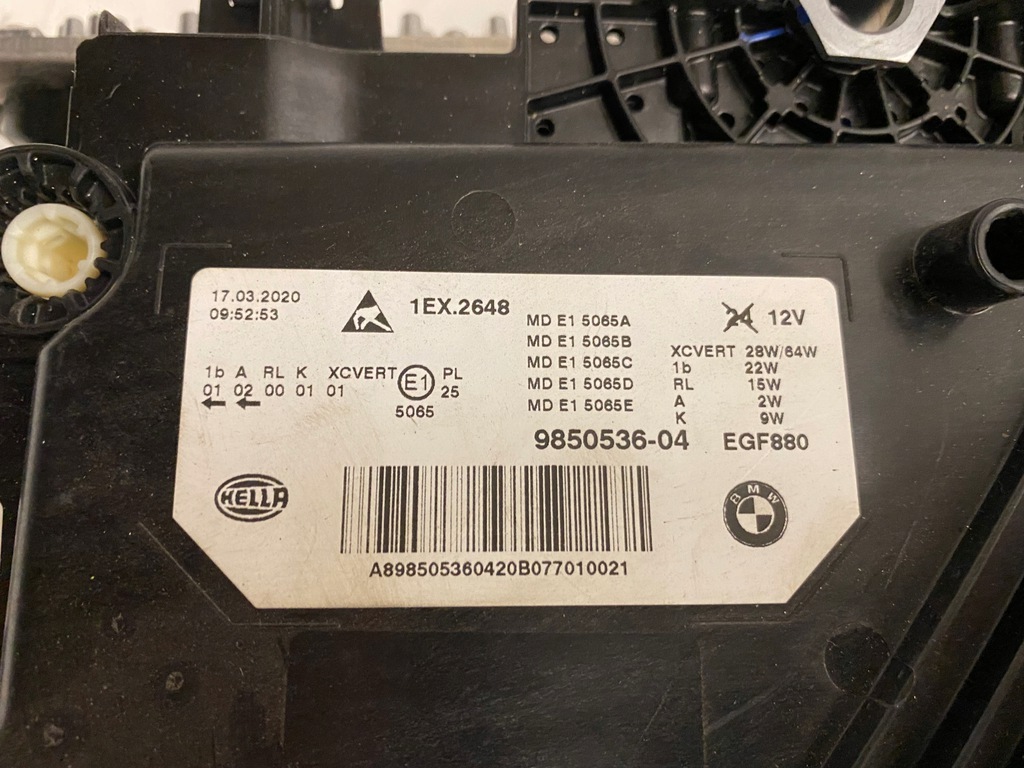 17.03.2020
09:52:53
1EX.2648
MD E1 5065A
MD E1 5065B
MD E1 5065C
MD E1 5065D
MD E1 5065E
24 12V
XCVERT 28W/64W
1b 22W
RL 15W
A 2W
K 9W
1b A RL K XCVERT E1 PL
01 02 00 01 01 25
5065
9850536-04 EGF880
HELLA
BMW
A898505360420B077010021